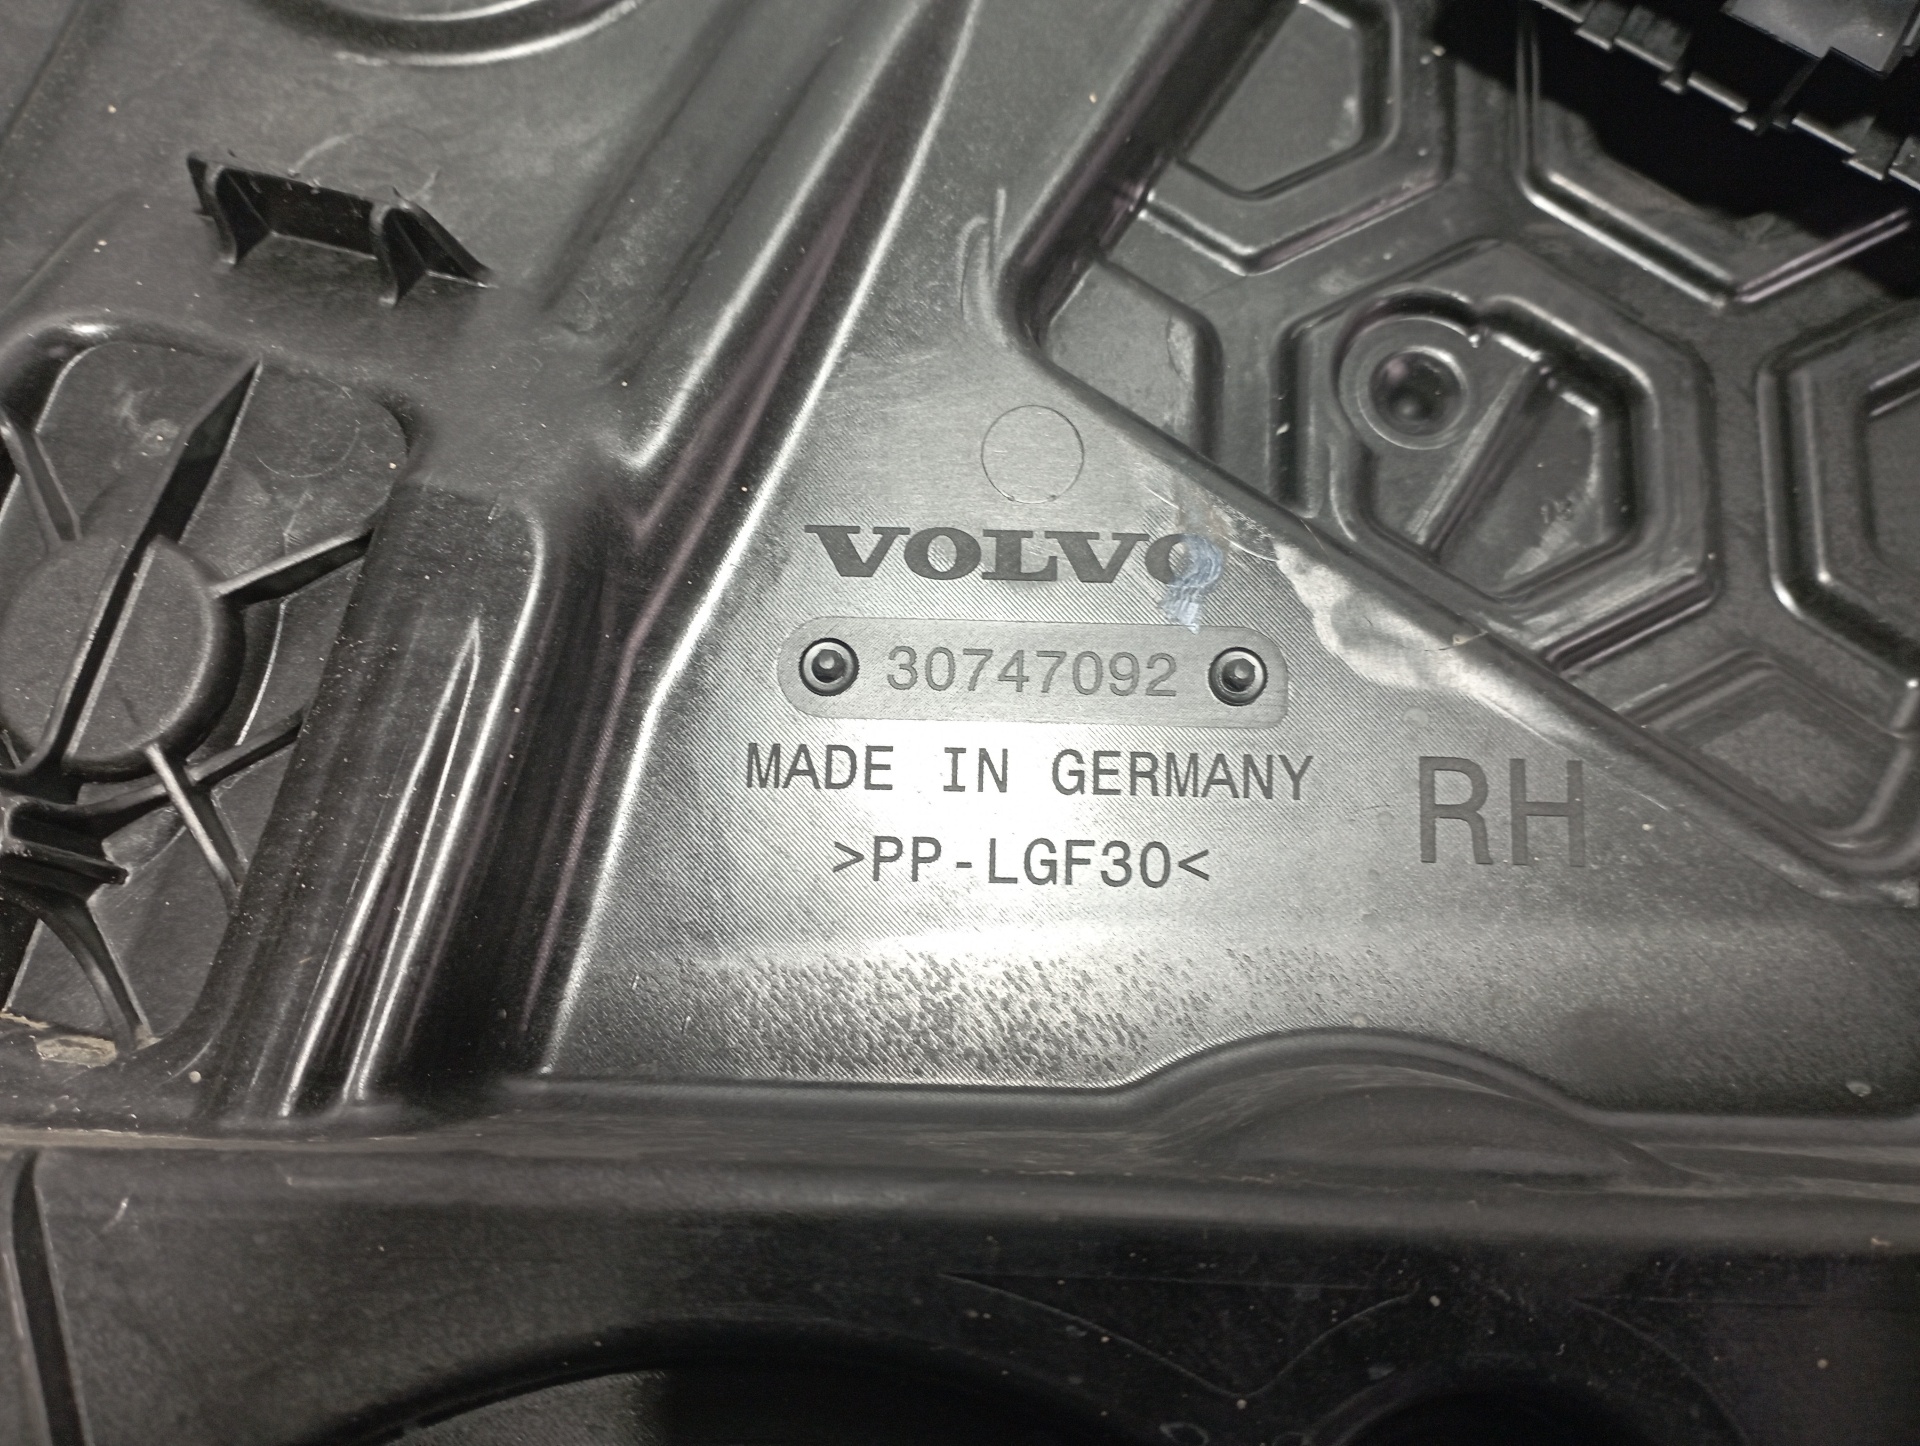 VOLVO
30747092
MADE IN GERMANY
>PP-LGF30<
RH